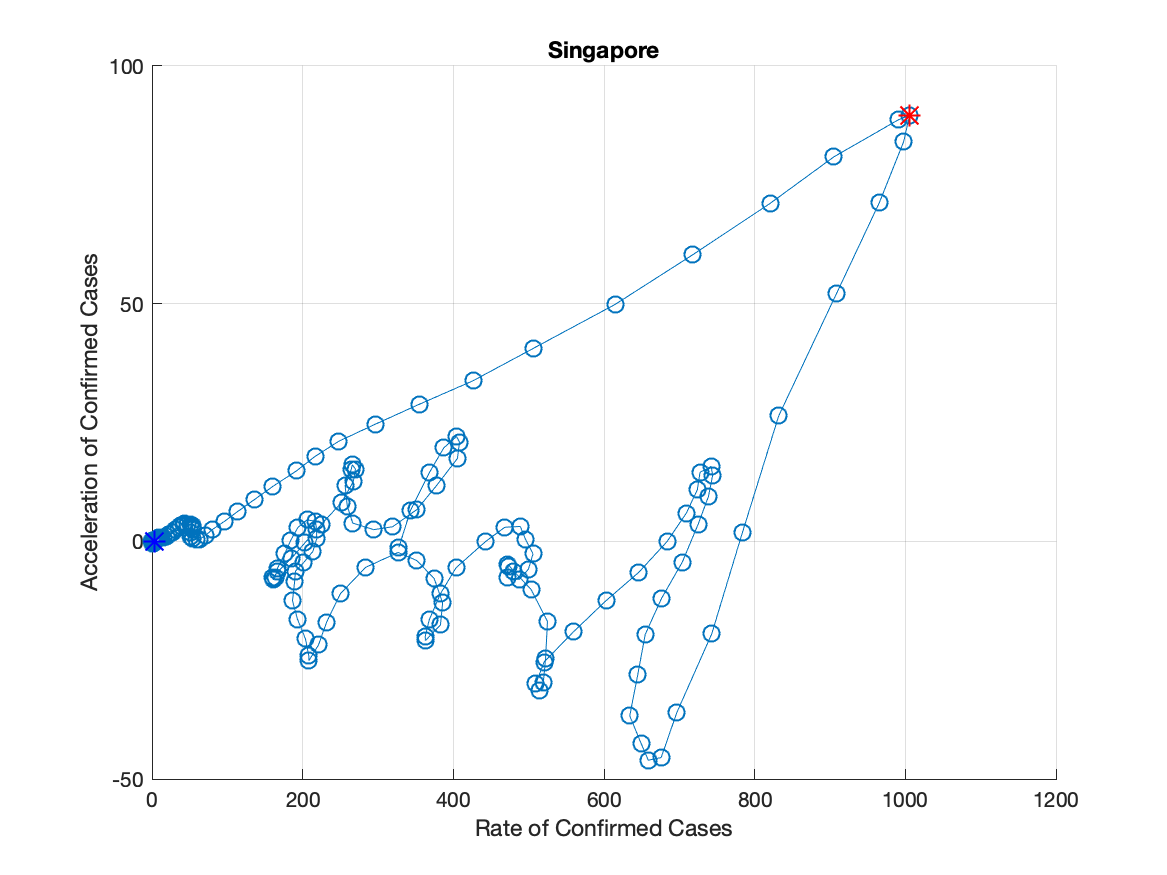 Singapore
100
50
0
-50
0 200 400 600 800 1000 1200
Acceleration of Confirmed Cases
Rate of Confirmed Cases